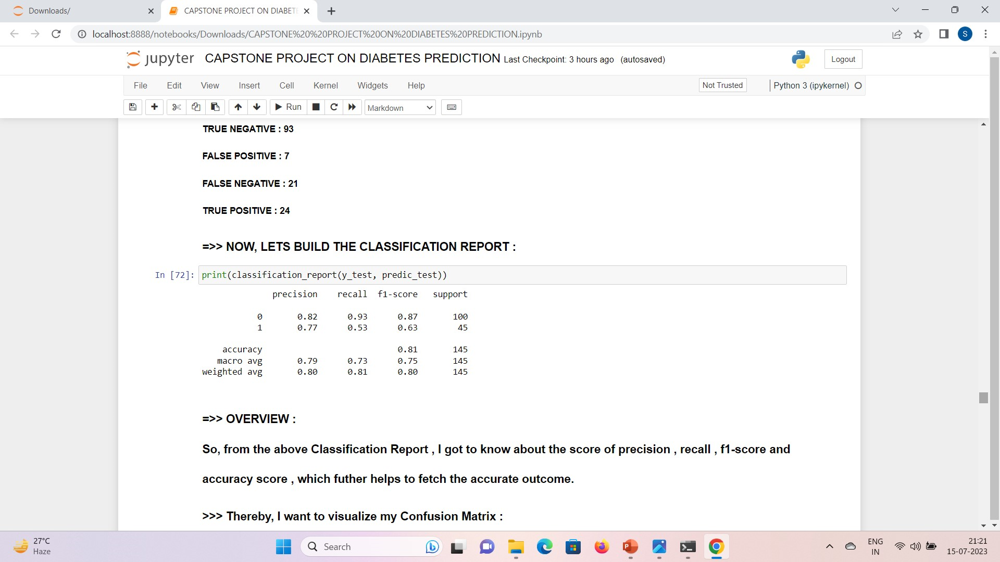 Downloads/
CAPSTONE PROJECT ON DIABET
localhost:8888/notebooks/Downloads/CAPSTONE%20%20PROJECT%20ON%20DIABETES%20PREDICTION.ipynb
S
jupyter CAPSTONE PROJECT ON DIABETES PREDICTION Last Checkpoint: 3 hours ago (autosaved)
Logout
File Edit View Insert Cell Kernel Widgets Help
Not Trusted
Python 3 (ipykernel)
Run
Markdown
TRUE NEGATIVE : 93
FALSE POSITIVE : 7
FALSE NEGATIVE : 21
TRUE POSITIVE : 24
=>> NOW, LETS BUILD THE CLASSIFICATION REPORT :
In [72]: print(classification_report(y_test, predic_test))
precision recall f1-score support
0 0.82 0.93 0.87 100
1 0.77 0.53 0.63 45
accuracy 0.81 145
macro avg 0.79 0.73 0.75 145
weighted avg 0.80 0.81 0.80 145
=>> OVERVIEW :
So, from the above Classification Report , I got to know about the score of precision , recall , f1-score and
accuracy score , which futher helps to fetch the accurate outcome.
>>> Thereby, I want to visualize my Confusion Matrix :
27°C
Haze
Search
ENG
IN
21:21
15-07-2023